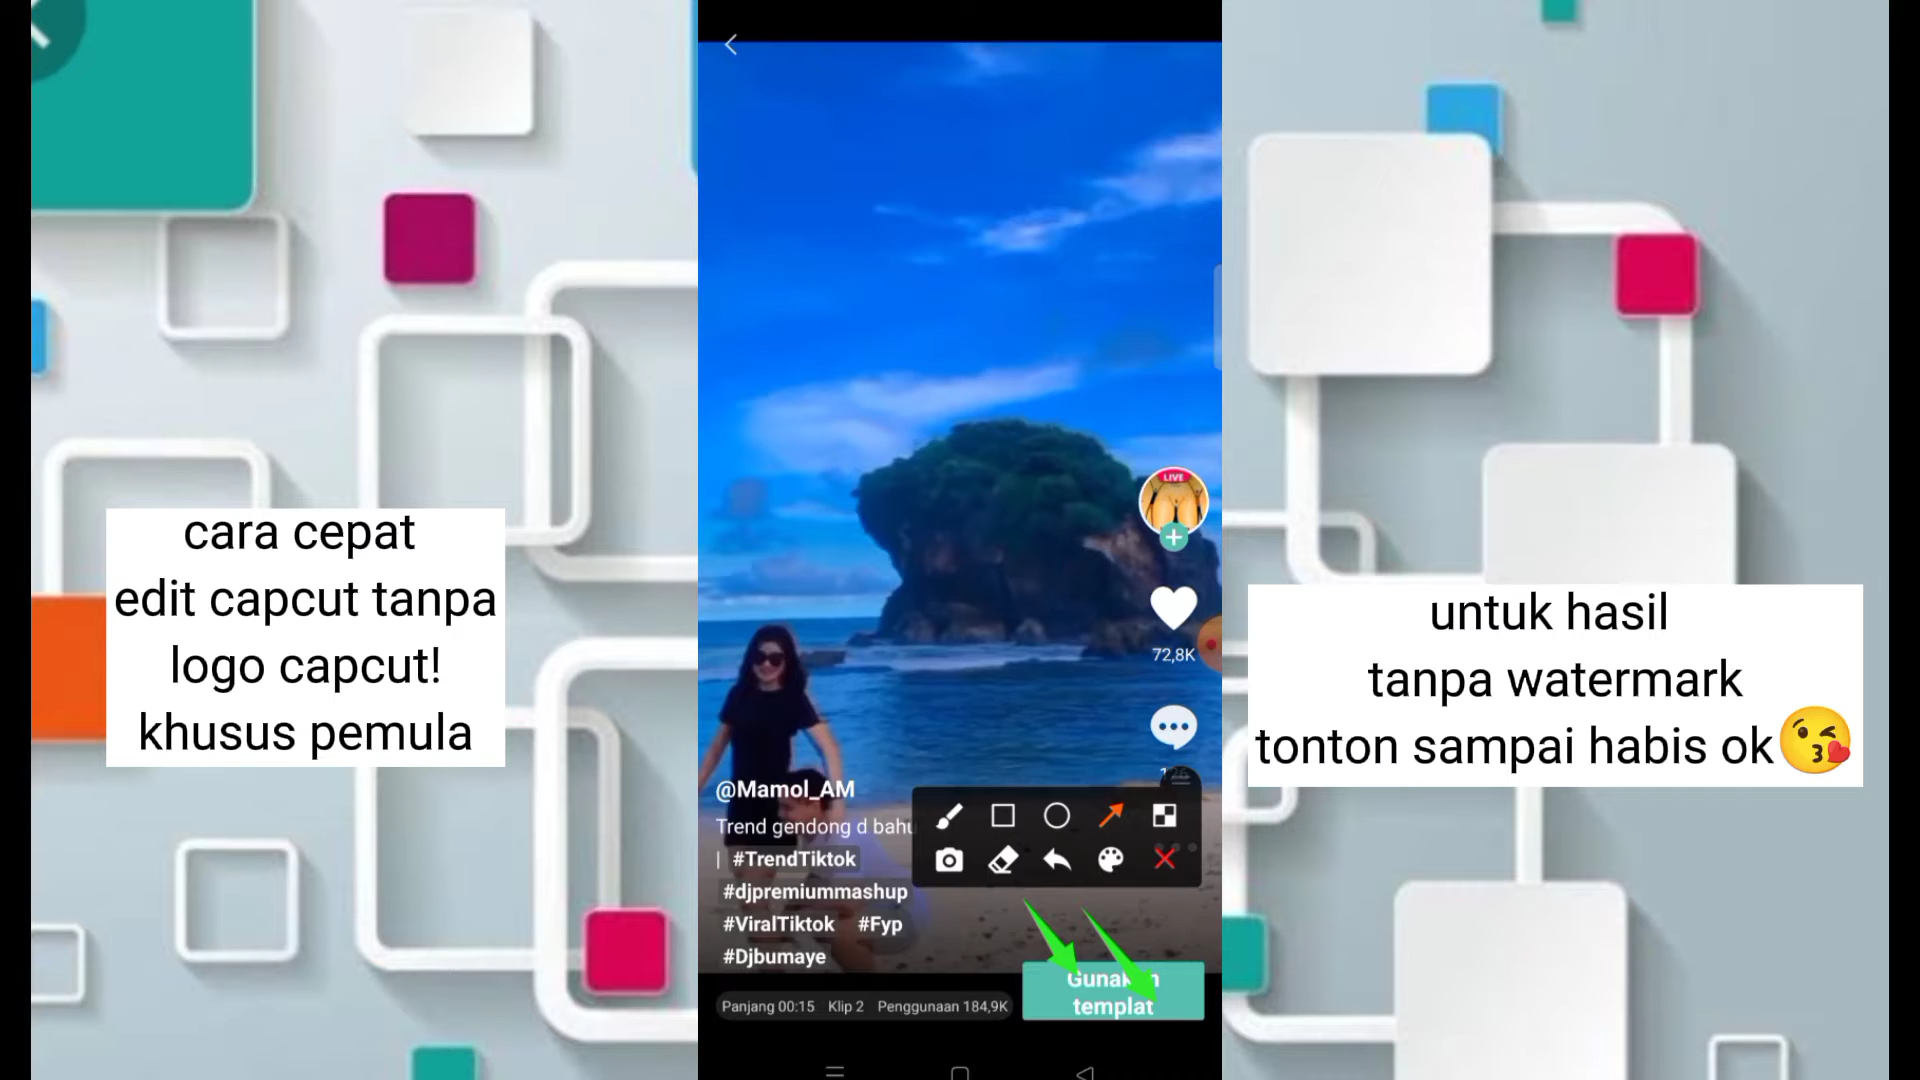 cara cepat
edit capcut tanpa
logo capcut!
khusus pemula
LIVE
72,8K
@Mamol_AM
Trend gendong d bahu
| #TrendTiktok
#djpremiummashup
#ViralTiktok #Fyp
#Djbumaye
Panjang 00:15 Klip 2 Penggunaan 184,9K
Gunakan
templat
untuk hasil
tanpa watermark
tonton sampai habis ok😘